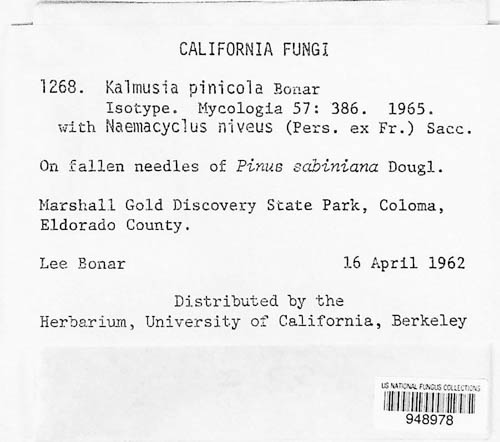 CALIFORNIA FUNGI
1268. Kalmusia pinicola Bonar
Isotype. Mycologia 57: 386. 1965.
with Naemacyclus niveus (Pers. ex Fr.) Sacc.
On fallen needles of Pinus sabiniana Dougl.
Marshall Gold Discovery State Park, Coloma,
Eldorado County.
Lee Bonar 16 April 1962
Distributed by the
Herbarium, University of California, Berkeley
US NATIONAL FUNGUS COLLECTIONS
948978